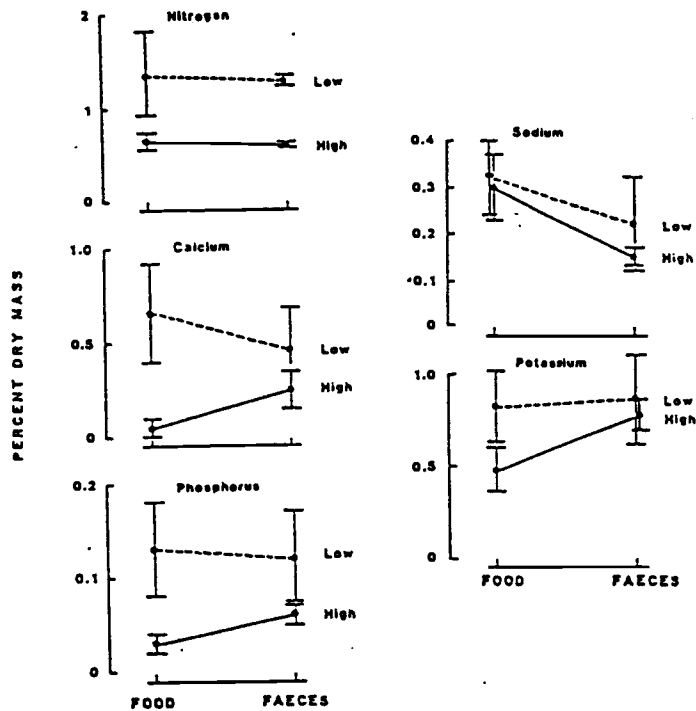 Nitrogen
2
1
0
Low
High
Calcium
1.0
0.5
0
Low
High
Phosphorus
0.2
0.1
0
Low
High
FOOD
FAECES
PERCENT DRY MASS
Sodium
0.4
0.3
0.2
0.1
0
Low
High
Potassium
1.0
0.5
0
Low
High
FOOD
FAECES